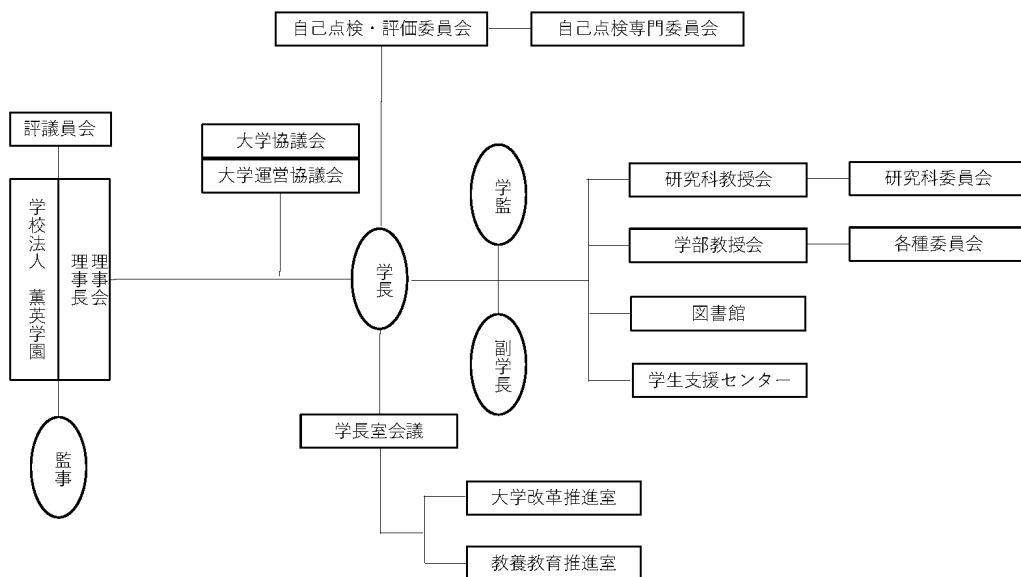 自己点検・評価委員会
自己点検専門委員会
評議員会
大学協議会
大学運営協議会
学監
研究科教授会
研究科委員会
学校法人　薫英学園
理事会
理事長
学長
学部教授会
各種委員会
図書館
副学長
学生支援センター
学長室会議
監事
大学改革推進室
教養教育推進室